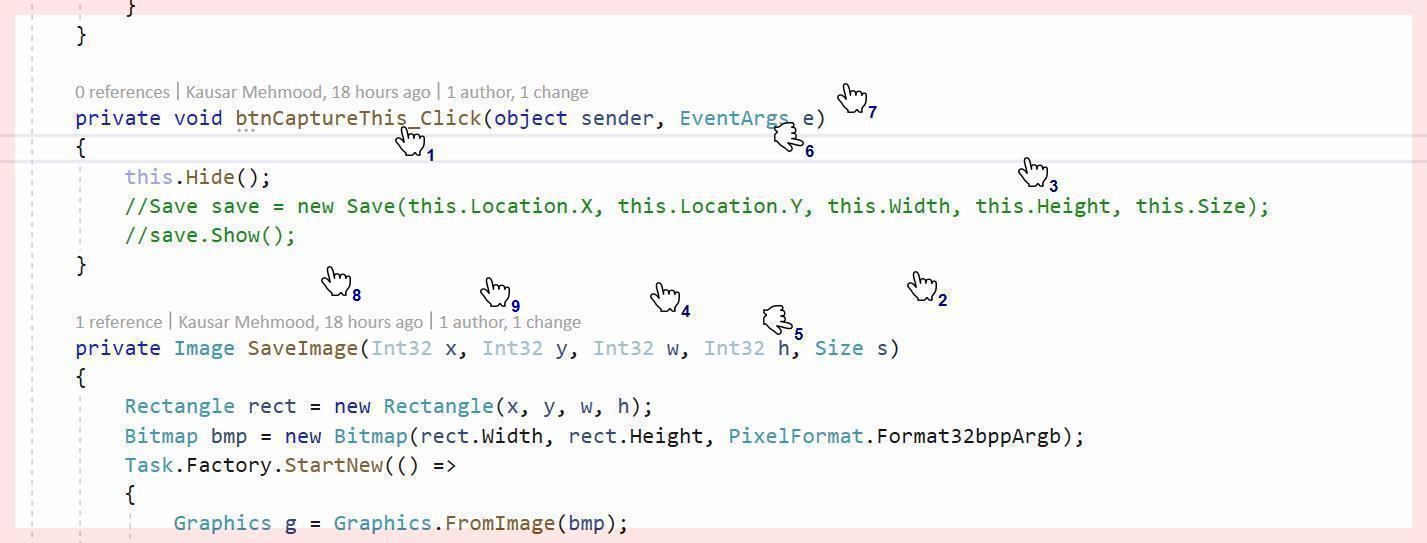 }
}
0 references | Kausar Mehmood, 18 hours ago | 1 author, 1 change
7
private void btnCaptureThis_Click(object sender, EventArgs e)
1
6
{
3
this.Hide();
//Save save = new Save(this.Location.X, this.Location.Y, this.Width, this.Height, this.Size);
//save.Show();
}
8
9
4
2
1 reference | Kausar Mehmood, 18 hours ago | 1 author, 1 change
5
private Image SaveImage(Int32 x, Int32 y, Int32 w, Int32 h, Size s)
{
Rectangle rect = new Rectangle(x, y, w, h);
Bitmap bmp = new Bitmap(rect.Width, rect.Height, PixelFormat.Format32bppArgb);
Task.Factory.StartNew(() =>
{
Graphics g = Graphics.FromImage(bmp);